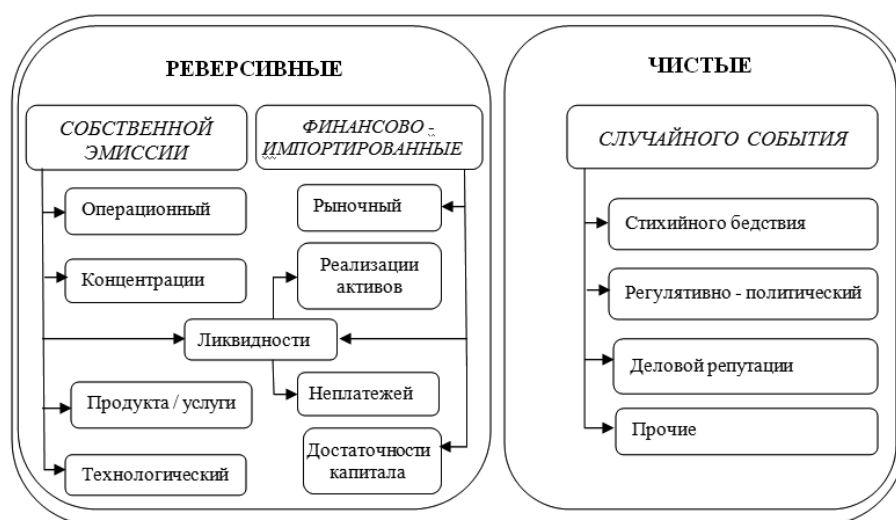 РЕВЕРСИВНЫЕ
СОБСТВЕННОЙ
ЭМИССИИ
ФИНАНСОВО -
ИМПОРТИРОВАННЫЕ
Операционный
Рыночный
Концентрации
Реализации
активов
Ликвидности
Продукта / услуги
Неплатежей
Технологический
Достаточности
капитала
ЧИСТЫЕ
СЛУЧАЙНОГО СОБЫТИЯ
Стихийного бедствия
Регулятивно - политический
Деловой репутации
Прочие